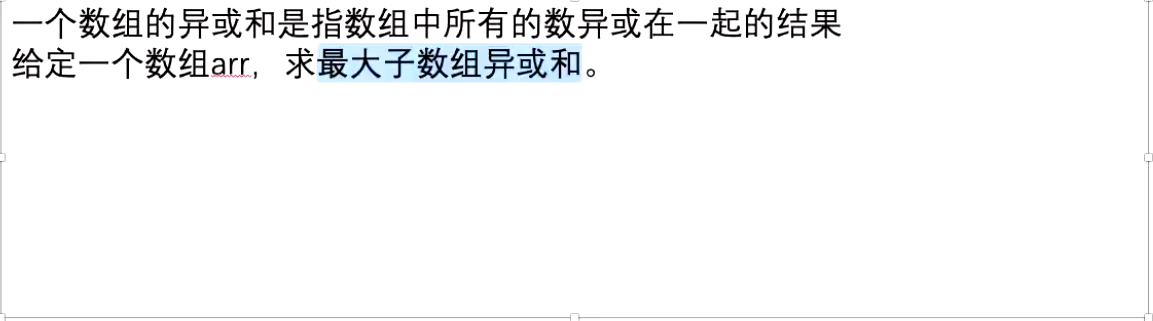 一个数组的异或和是指数组中所有的数异或在一起的结果
给定一个数组arr，求最大子数组异或和。